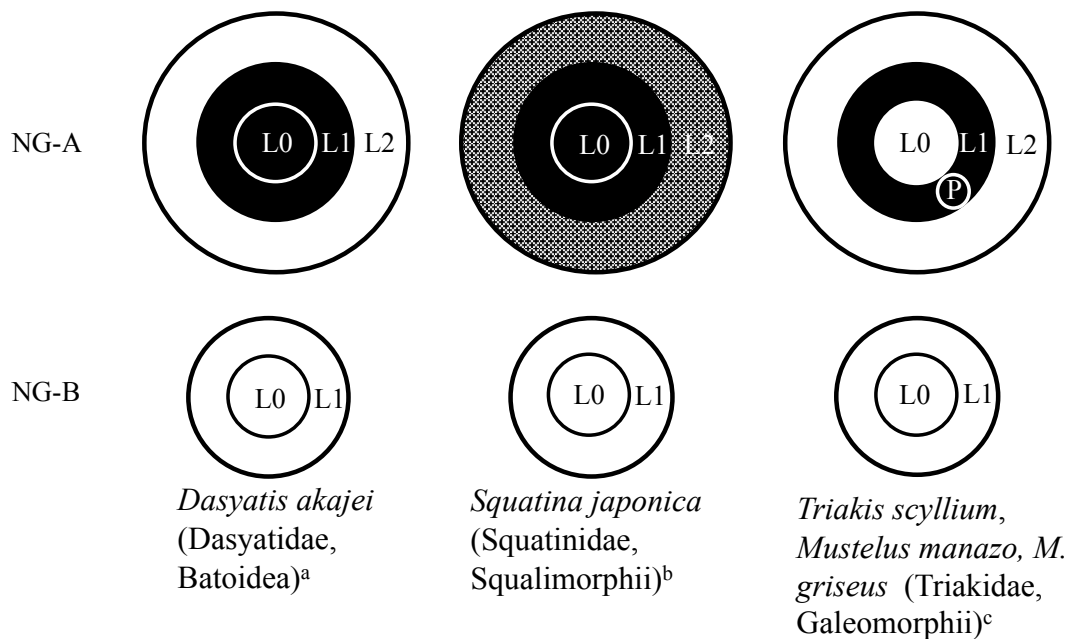 NG-A
L0 L1 L2
L0 L1 L2
L0 L1 L2
P
NG-B
L0 L1
L0 L1
L0 L1
Dasyatis akajei
(Dasyatidae,
Batoidea)ᵃ
Squatina japonica
(Squatinidae,
Squalimorphii)ᵇ
Triakis scyllium,
Mustelus manazo, M.
griseus (Triakidae,
Galeomorphii)ᶜ